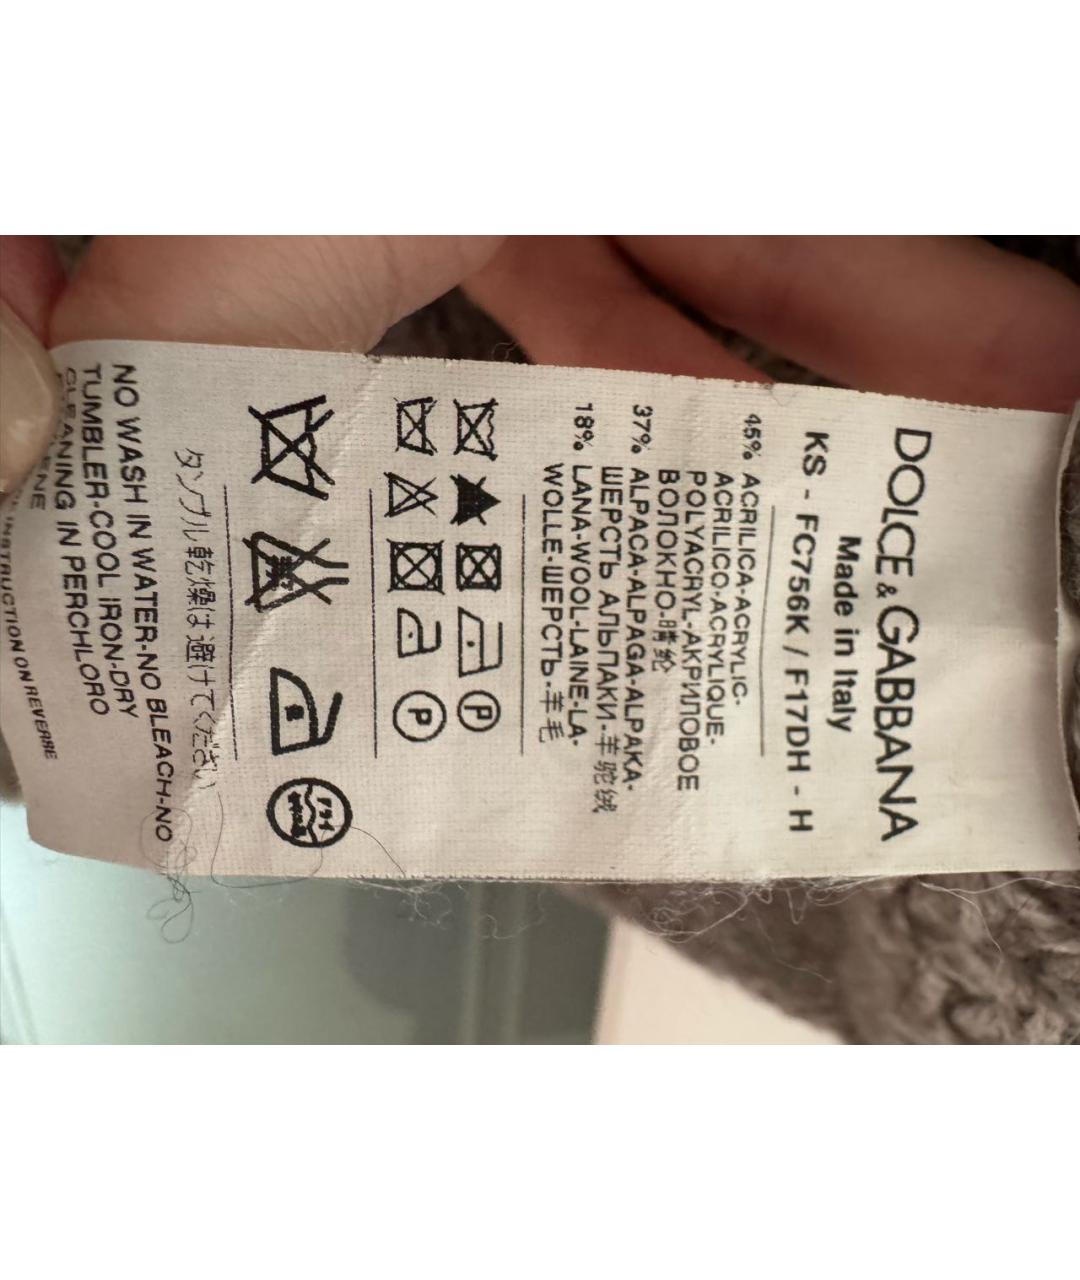 DOLCE & GABBANA
Made in Italy
KS - FC756K / F17DH - H
45% ACRILICA-ACRYLIC-
ACRILICO-ACRYLIQUE-
POLYACRYL-АКРИЛОВОЕ
ВОЛОКНО-腈纶
37% ALPACA-ALPAGA-ALPAKA-
ШЕРСТЬ АЛЬПАКИ-羊驼绒
18% LANA-WOOL-LAINE-LA-
WOLLE-ШЕРСТЬ-羊毛
P
P
ドライ
タンブル乾燥は避けてください
NO WASH IN WATER-NO BLEACH-NO
TUMBLER-COOL IRON-DRY
CLEANING IN PERCHLORO
INSTRUCTION ON REVERSE